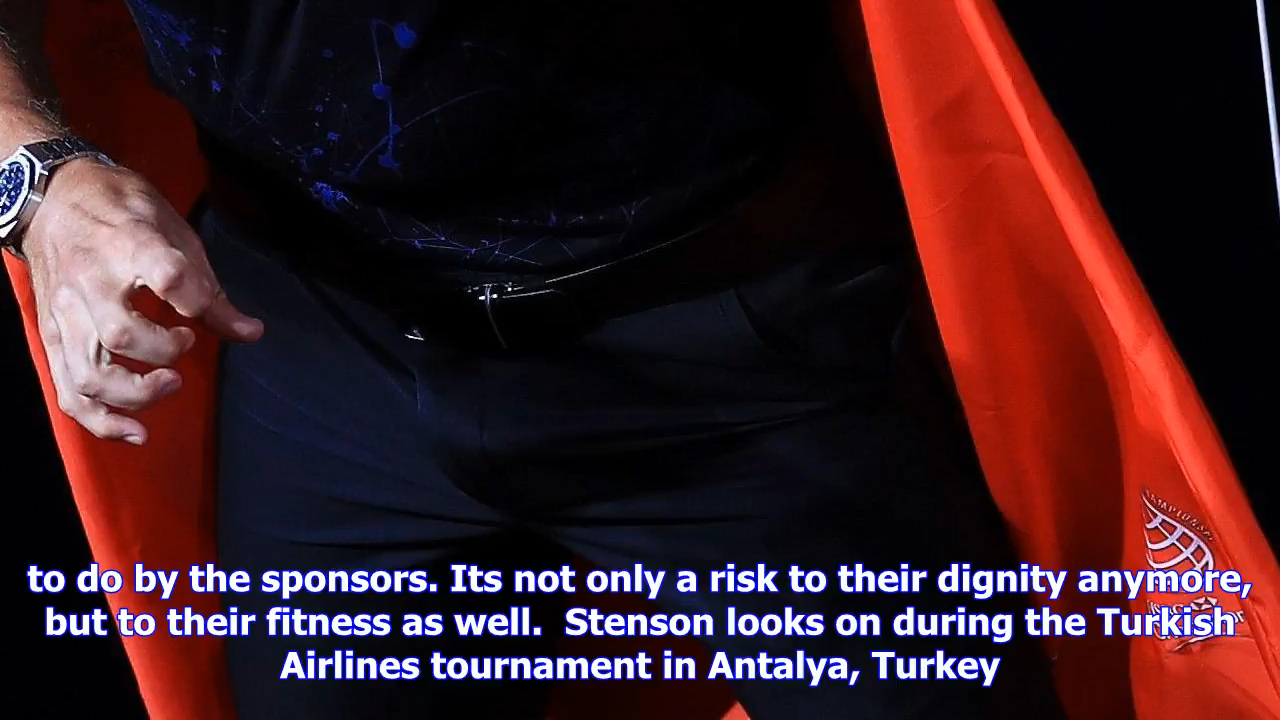 to do by the sponsors. Its not only a risk to their dignity anymore,
but to their fitness as well.  Stenson looks on during the Turkish
Airlines tournament in Antalya, Turkey